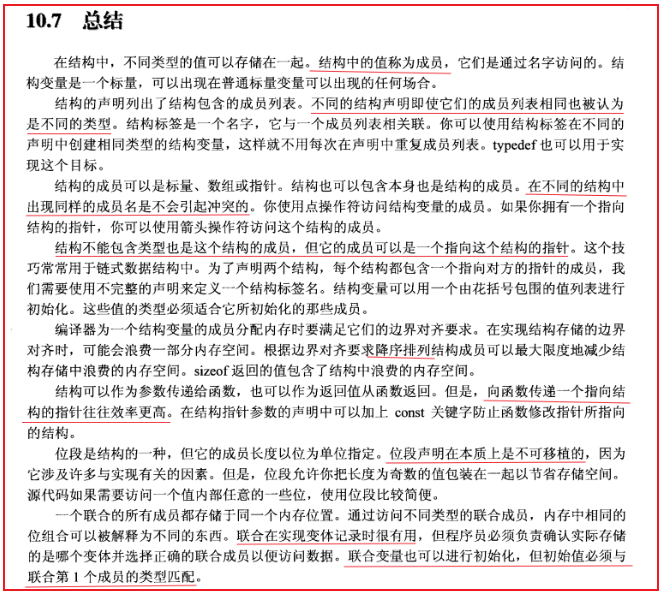 10.7 总结
在结构中，不同类型的值可以存储在一起。结构中的值称为成员，它们是通过名字访问的。结
构变量是一个标量，可以出现在普通标量变量可以出现的任何场合。
结构的声明列出了结构包含的成员列表。不同的结构声明即使它们的成员列表相同也被认为
是不同的类型。结构标签是一个名字，它与一个成员列表相关联。你可以使用结构标签在不同的
声明中创建相同类型的结构变量，这样就不用每次在声明中重复成员列表。typedef 也可以用于实
现这个目标。
结构的成员可以是标量、数组或指针。结构也可以包含本身也是结构的成员。在不同的结构中
出现同样的成员名是不会引起冲突的。你使用点操作符访问结构变量的成员。如果你拥有一个指向
结构的指针，你可以使用箭头操作符访问这个结构的成员。
结构不能包含类型也是这个结构的成员，但它的成员可以是一个指向这个结构的指针。这个技
巧常常用于链式数据结构中。为了声明两个结构，每个结构都包含一个指向对方的指针的成员，我
们需要使用不完整的声明来定义一个结构标签名。结构变量可以用一个由花括号包围的值列表进行
初始化。这些值的类型必须适合它所初始化的那些成员。
编译器为一个结构变量的成员分配内存时要满足它们的边界对齐要求。在实现结构存储的边界
对齐时，可能会浪费一部分内存空间。根据边界对齐要求降序排列结构成员可以最大限度地减少结
构存储中浪费的内存空间。sizeof 返回的值包含了结构中浪费的内存空间。
结构可以作为参数传递给函数，也可以作为返回值从函数返回。但是，向函数传递一个指向结
构的指针往往效率更高。在结构指针参数的声明中可以加上 const 关键字防止函数修改指针所指向
的结构。
位段是结构的一种，但它的成员长度以位为单位指定。位段声明在本质上是不可移植的，因为
它涉及许多与实现有关的因素。但是，位段允许你把长度为奇数的值包装在一起以节省存储空间。
源代码如果需要访问一个值内部任意的一些位，使用位段比较简便。
一个联合的所有成员都存储于同一个内存位置。通过访问不同类型的联合成员，内存中相同的
位组合可以被解释为不同的东西。联合在实现变体记录时很有用，但程序员必须负责确认实际存储
的是哪个变体并选择正确的联合成员以便访问数据。联合变量也可以进行初始化，但初始值必须与
联合第 1 个成员的类型匹配。